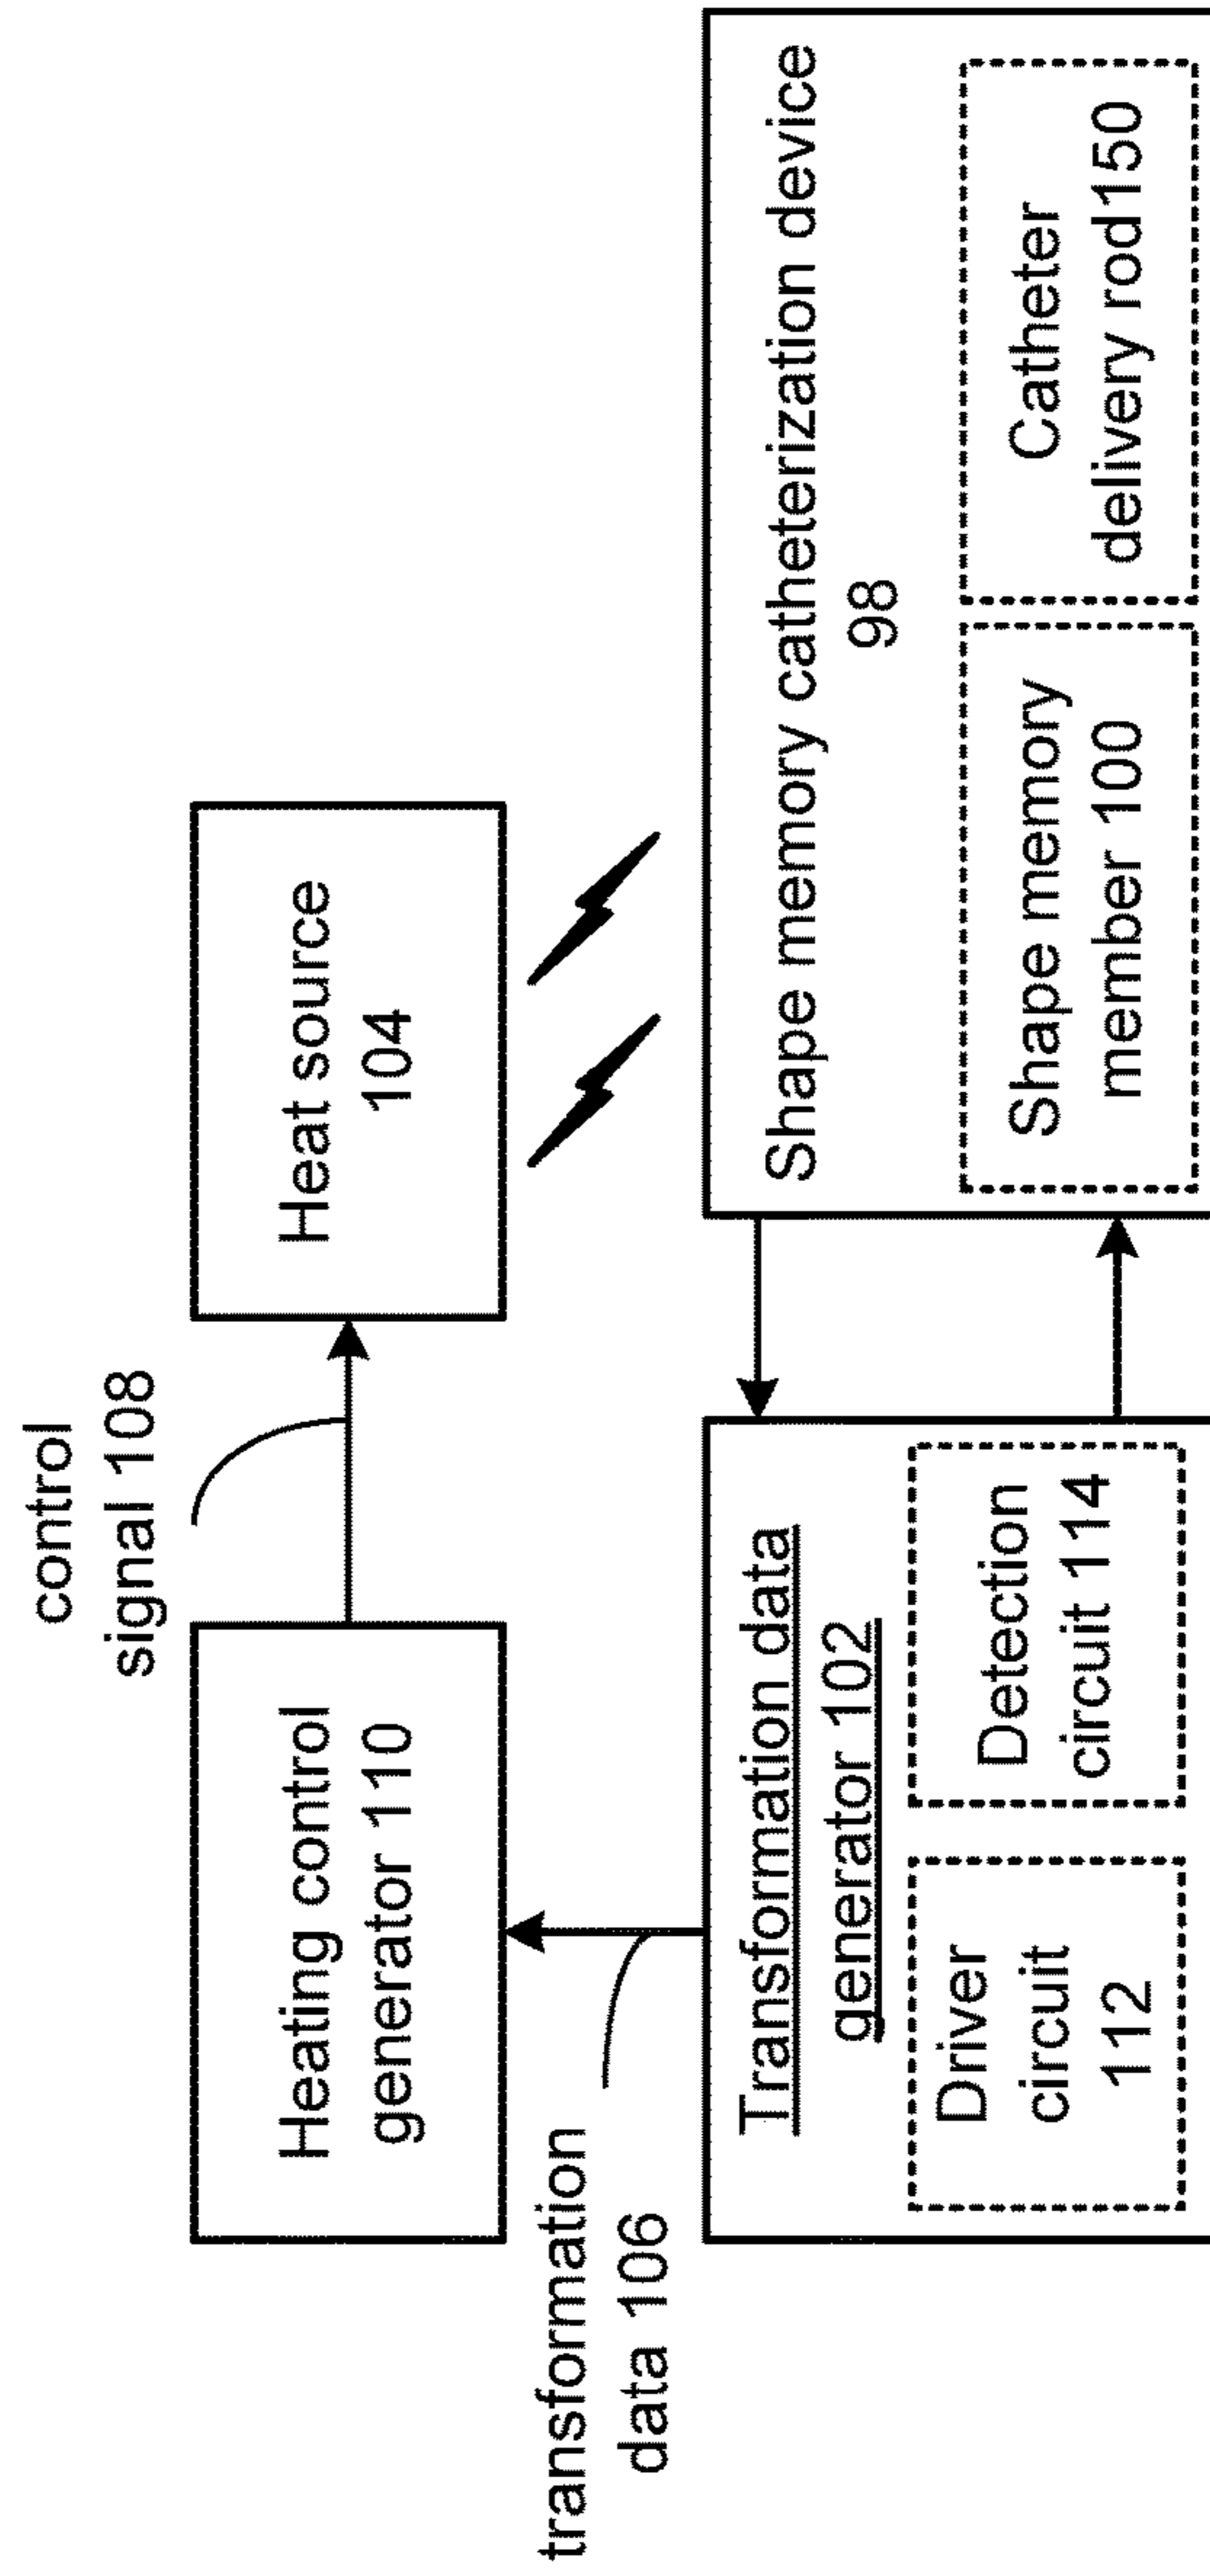 control
signal 108
Heating control
generator 110
Heat source
104
transformation
data 106
Transformation data
generator 102
Driver
circuit
112
Detection
circuit 114
Shape memory catheterization device
98
Shape memory
member 100
Catheter
delivery rod150